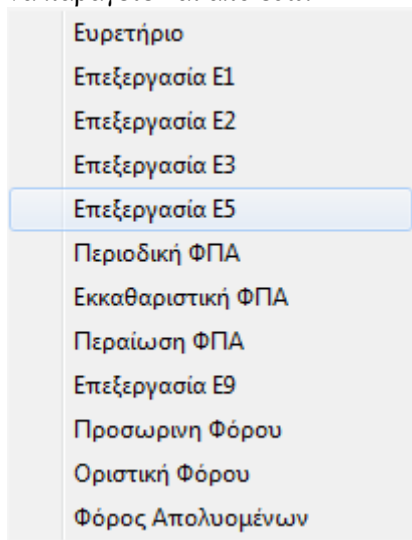 Ευρετήριο
Επεξεργασία Ε1
Επεξεργασία Ε2
Επεξεργασία Ε3
Επεξεργασία Ε5
Περιοδική ΦΠΑ
Εκκαθαριστική ΦΠΑ
Περαίωση ΦΠΑ
Επεξεργασία Ε9
Προσωρινη Φόρου
Οριστική Φόρου
Φόρος Απολυομένων